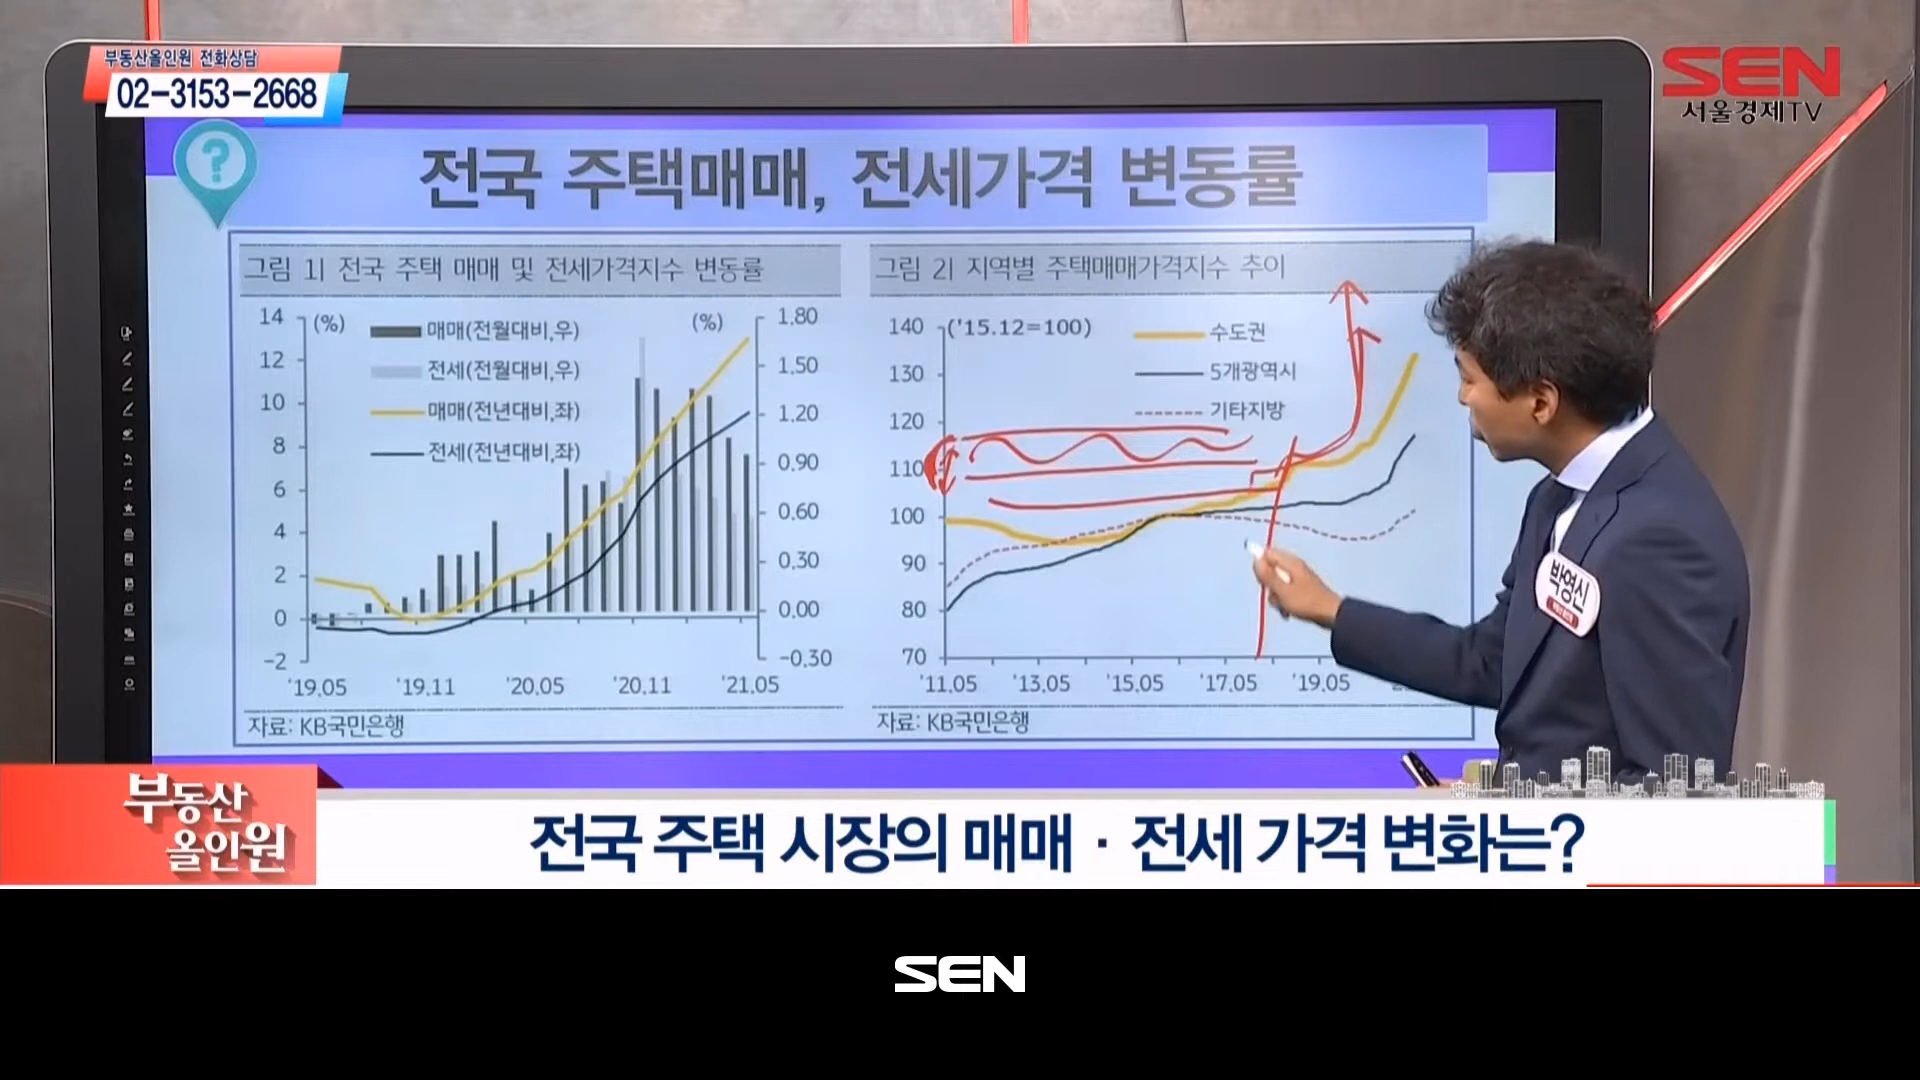 부동산올인원 전화상담
02-3153-2668
SEN
서울경제TV
?
전국 주택매매, 전세가격 변동률
그림 1| 전국 주택 매매 및 전세가격지수 변동률
14 (%) (%) 1.80
매매(전월대비,우)
전세(전월대비,우)
매매(전년대비,좌)
전세(전년대비,좌)
12
10
8
6
4
2
0
-2
1.50
1.20
0.90
0.60
0.30
0.00
-0.30
'19.05 '19.11 '20.05 '20.11 '21.05
자료: KB국민은행
그림 2| 지역별 주택매매가격지수 추이
140 ('15.12=100)
수도권
5개광역시
기타지방
130
120
110
100
90
80
70
'11.05 '13.05 '15.05 '17.05 '19.05
자료: KB국민은행
박영신
부동산
올인원
전국 주택 시장의 매매 · 전세 가격 변화는?
SEN